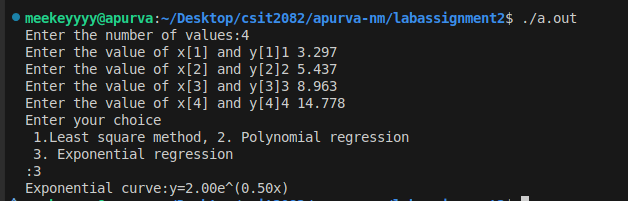 meekeyyyy@apurva:~/Desktop/csit2082/apurva-nm/labassignment2$ ./a.out
Enter the number of values:4
Enter the value of x[1] and y[1]1 3.297
Enter the value of x[2] and y[2]2 5.437
Enter the value of x[3] and y[3]3 8.963
Enter the value of x[4] and y[4]4 14.778
Enter your choice
 1.Least square method, 2. Polynomial regression
 3. Exponential regression
:3
Exponential curve:y=2.00e^(0.50x)